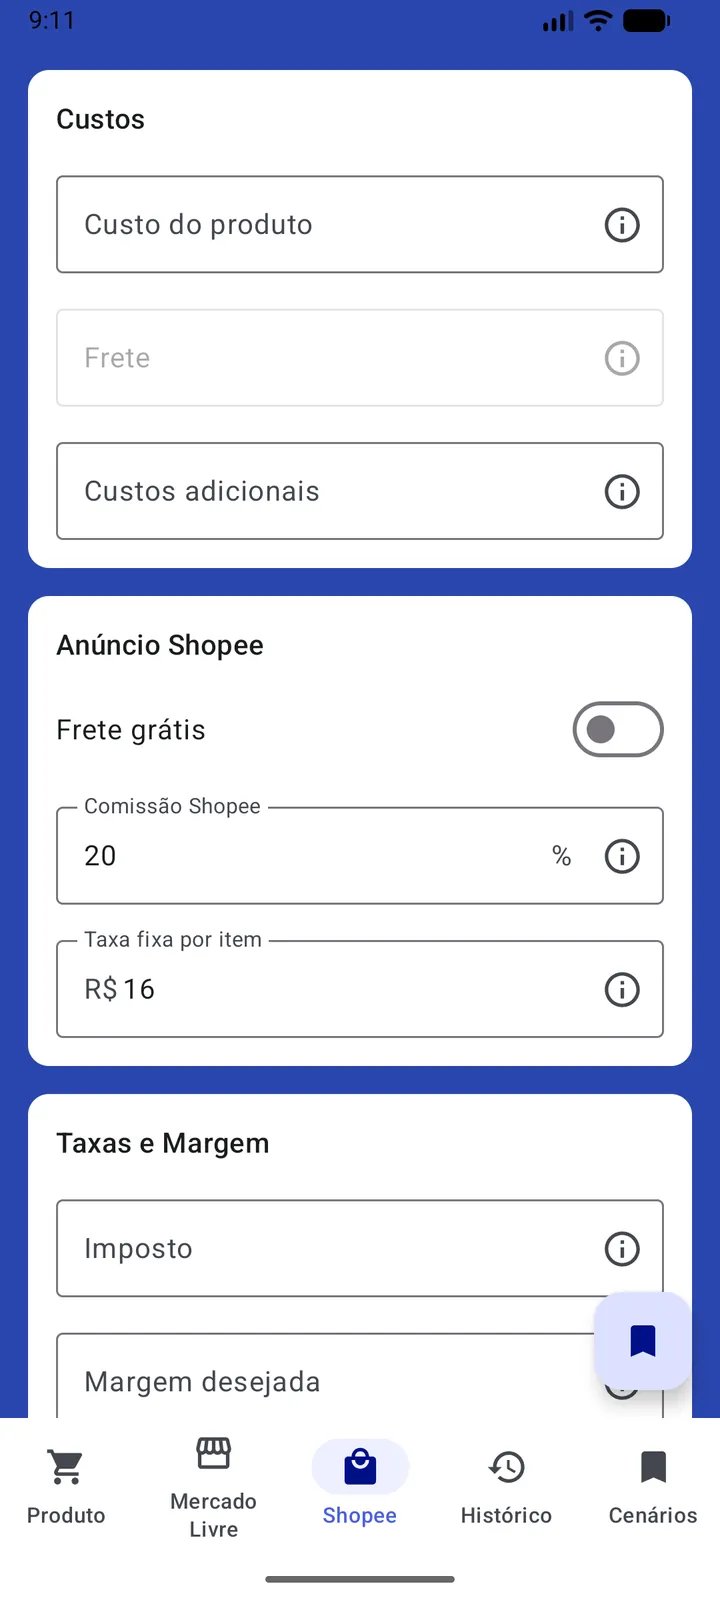 9:11
Custos
Custo do produto
Frete
Custos adicionais
Anúncio Shopee
Frete grátis
Comissão Shopee
20 %
Taxa fixa por item
R$ 16
Taxas e Margem
Imposto
Margem desejada
Produto
Mercado
Livre
Shopee
Histórico
Cenários